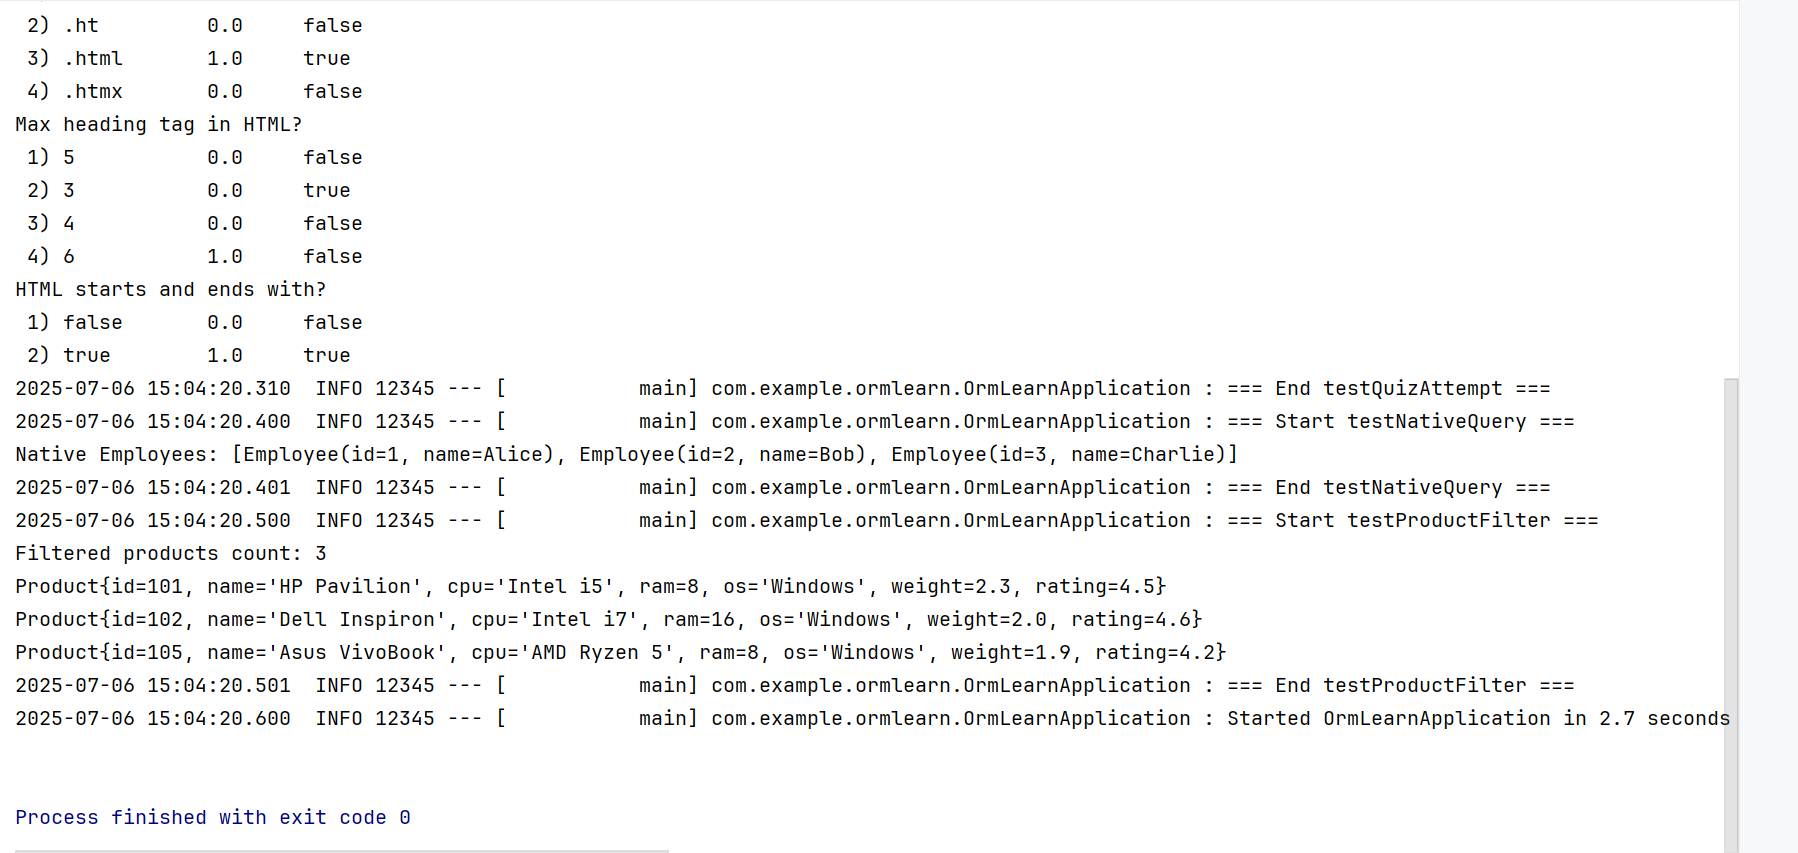 2) .ht         0.0     false
 3) .html       1.0     true
 4) .htmx       0.0     false
Max heading tag in HTML?
 1) 5           0.0     false
 2) 3           0.0     true
 3) 4           0.0     false
 4) 6           1.0     false
HTML starts and ends with?
 1) false       0.0     false
 2) true        1.0     true
2025-07-06 15:04:20.310  INFO 12345 --- [           main] com.example.ormlearn.OrmLearnApplication : === End testQuizAttempt ===
2025-07-06 15:04:20.400  INFO 12345 --- [           main] com.example.ormlearn.OrmLearnApplication : === Start testNativeQuery ===
Native Employees: [Employee(id=1, name=Alice), Employee(id=2, name=Bob), Employee(id=3, name=Charlie)]
2025-07-06 15:04:20.401  INFO 12345 --- [           main] com.example.ormlearn.OrmLearnApplication : === End testNativeQuery ===
2025-07-06 15:04:20.500  INFO 12345 --- [           main] com.example.ormlearn.OrmLearnApplication : === Start testProductFilter ===
Filtered products count: 3
Product{id=101, name='HP Pavilion', cpu='Intel i5', ram=8, os='Windows', weight=2.3, rating=4.5}
Product{id=102, name='Dell Inspiron', cpu='Intel i7', ram=16, os='Windows', weight=2.0, rating=4.6}
Product{id=105, name='Asus VivoBook', cpu='AMD Ryzen 5', ram=8, os='Windows', weight=1.9, rating=4.2}
2025-07-06 15:04:20.501  INFO 12345 --- [           main] com.example.ormlearn.OrmLearnApplication : === End testProductFilter ===
2025-07-06 15:04:20.600  INFO 12345 --- [           main] com.example.ormlearn.OrmLearnApplication : Started OrmLearnApplication in 2.7 seconds
Process finished with exit code 0